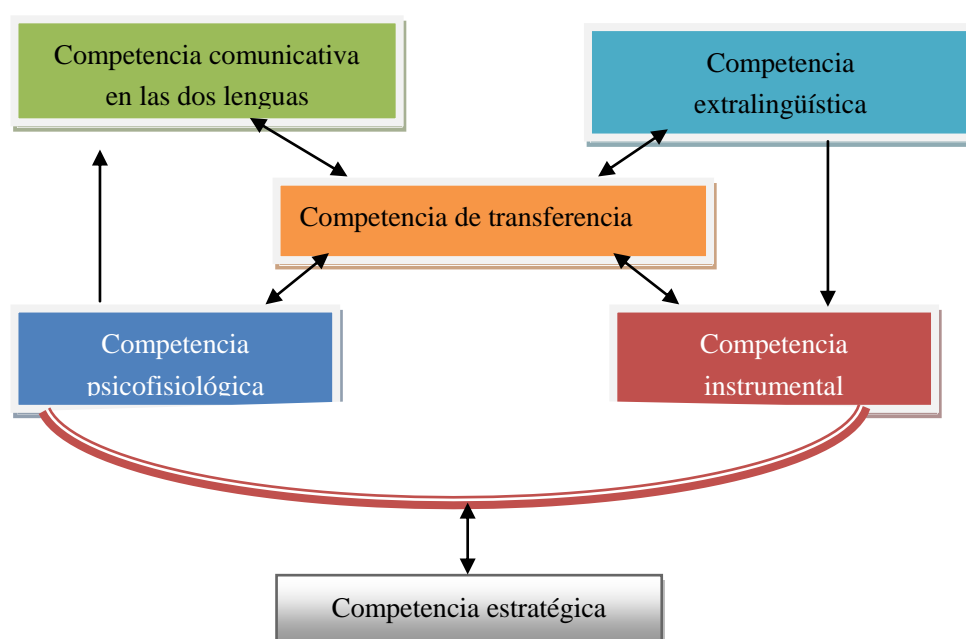 Competencia comunicativa
en las dos lenguas
Competencia
extralingüística
Competencia de transferencia
Competencia
psicofisiológica
Competencia
instrumental
Competencia estratégica